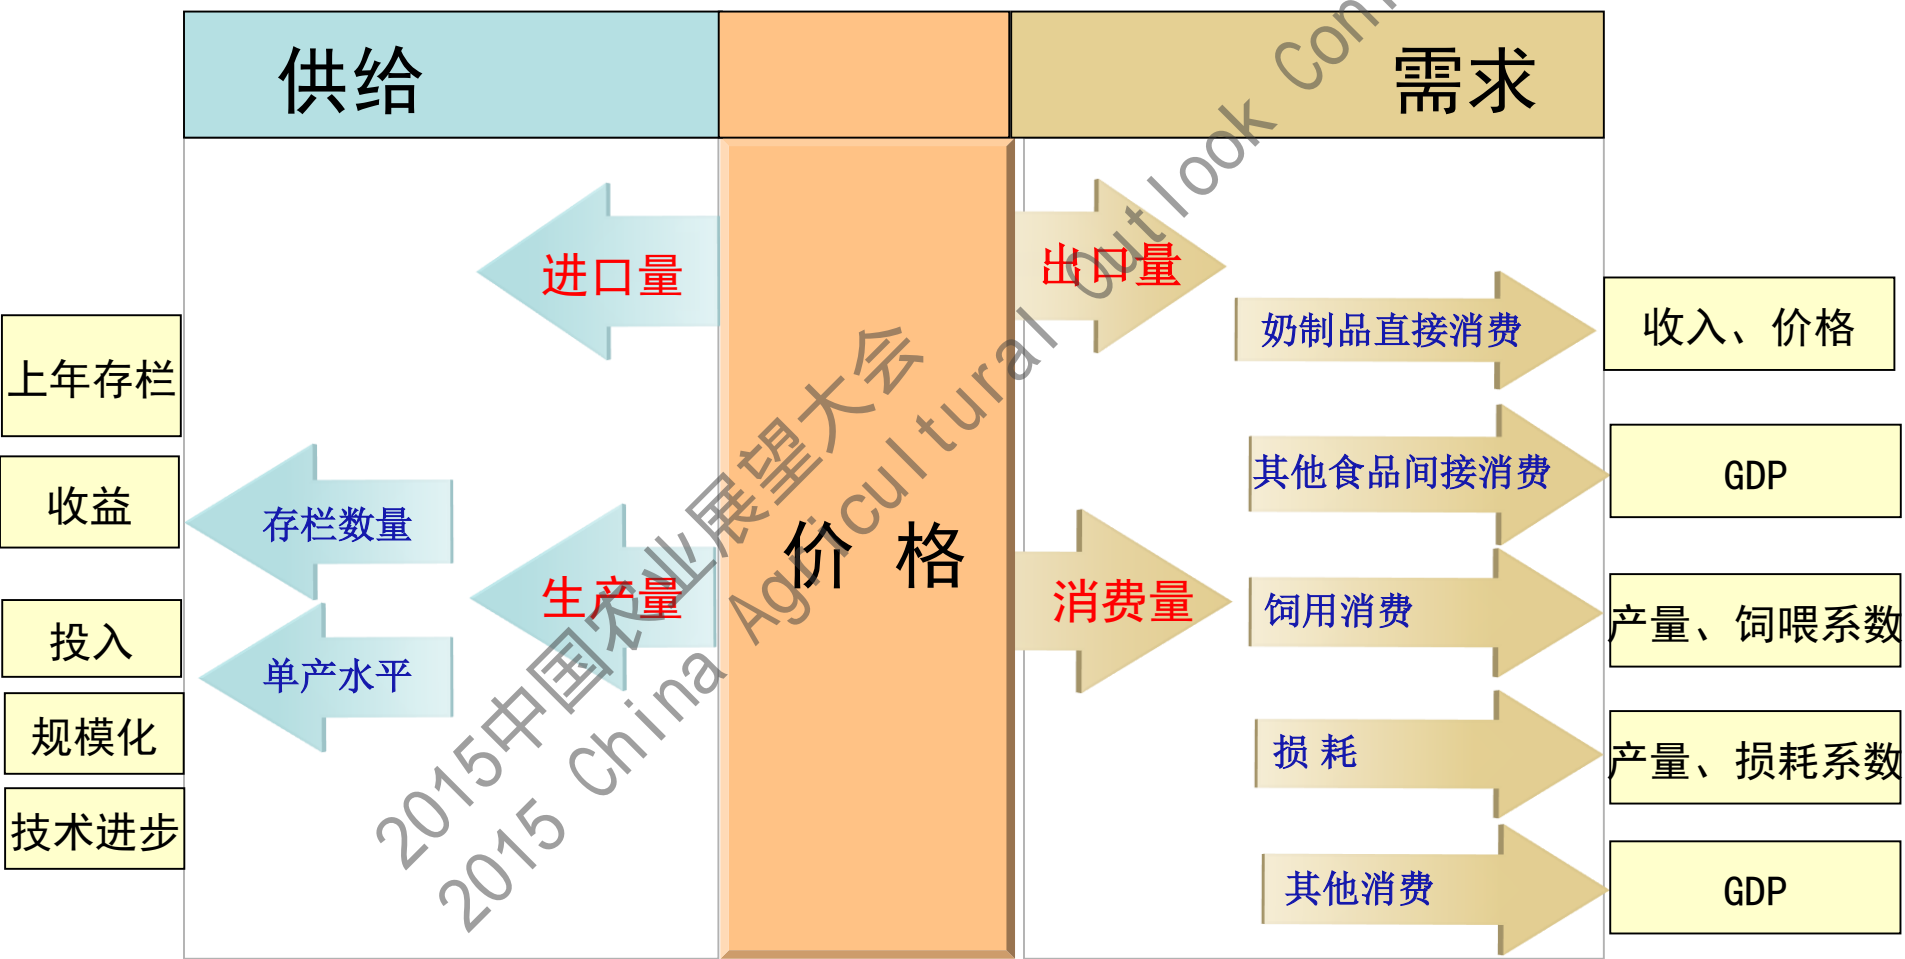 供给
需求
进口量
出口量
奶制品直接消费
收入、价格
上年存栏
其他食品间接消费
GDP
收益
存栏数量
价 格
生产量
消费量
饲用消费
产量、饲喂系数
投入
单产水平
规模化
损 耗
产量、损耗系数
技术进步
其他消费
GDP
2015中国农业展望大会
2015 China Agricultural Outlook